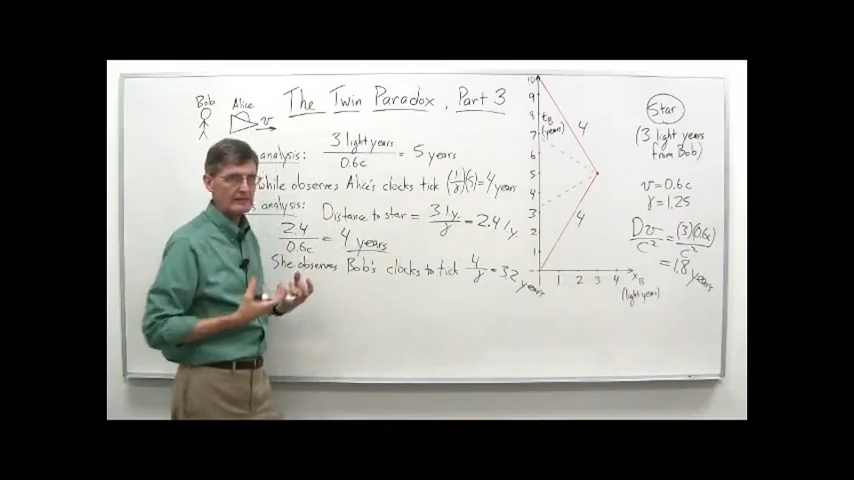 Bob
Alice
v
The Twin Paradox, Part 3
analysis: 3 light years / 0.6c = 5 years
While observes Alice's clocks tick (1/γ)(5) = 4 years
analysis: Distance to star = 3 l.y. / γ = 2.4 l.y.
2.4 / 0.6c = 4 years
She observes Bob's clocks to tick 4/γ = 3.2 years
10
9
8
t_B
(years)
7
6
5
4
3
2
1
4
4
1 2 3 4 x_B
(light years)
Star
(3 light years
from Bob)
v = 0.6c
γ = 1.25
Dv / c² = (3)(0.6c) / c²
= 1.8 years